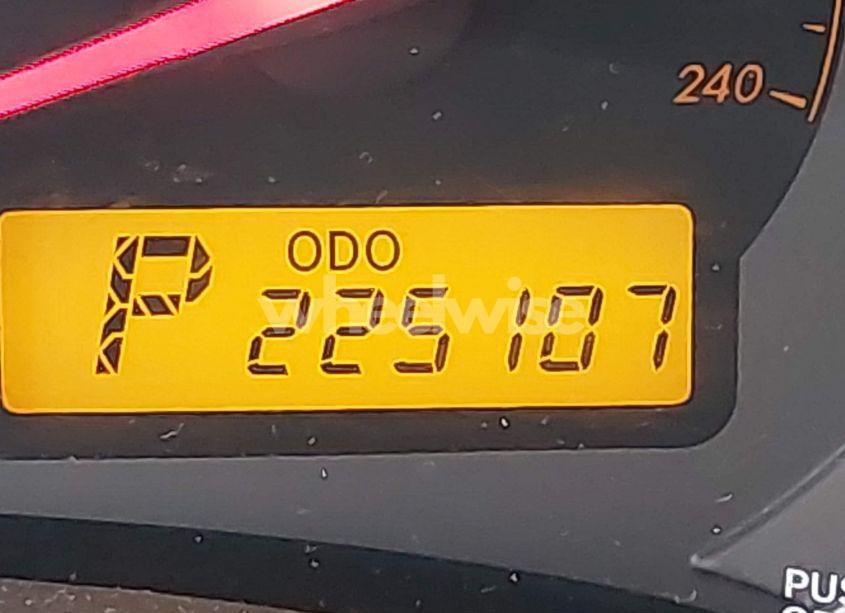 240
ODO
P 225107
wheelwise
PUS